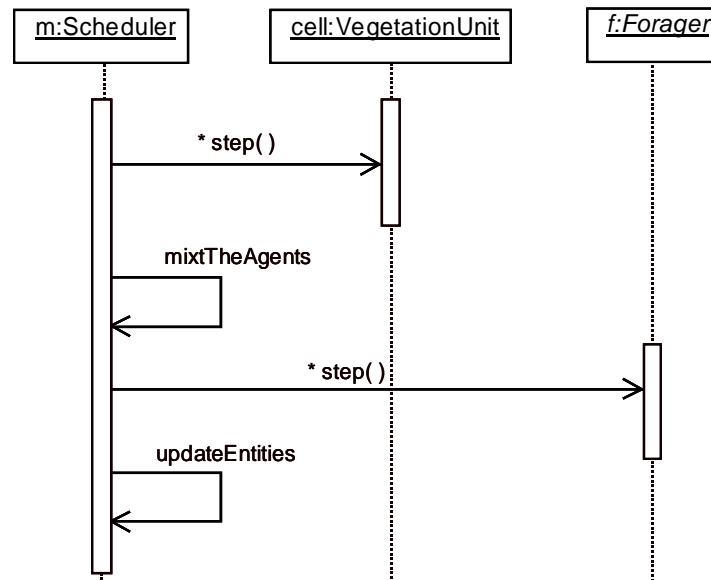 m:Scheduler
cell:VegetationUnit
f:Forager
* step( )
mixtTheAgents
* step( )
updateEntities